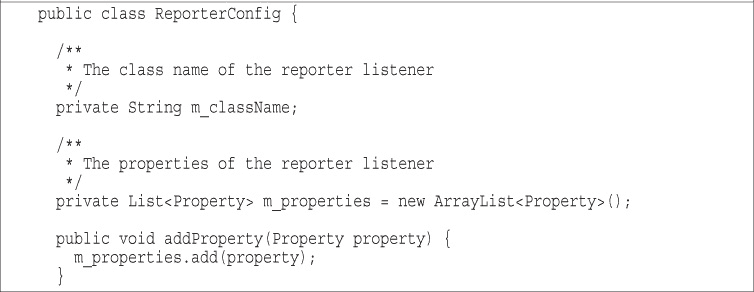 public class ReporterConfig {
/**
* The class name of the reporter listener
*/
private String m_className;
/**
* The properties of the reporter listener
*/
private List<Property> m_properties = new ArrayList<Property>();
public void addProperty(Property property) {
m_properties.add(property);
}